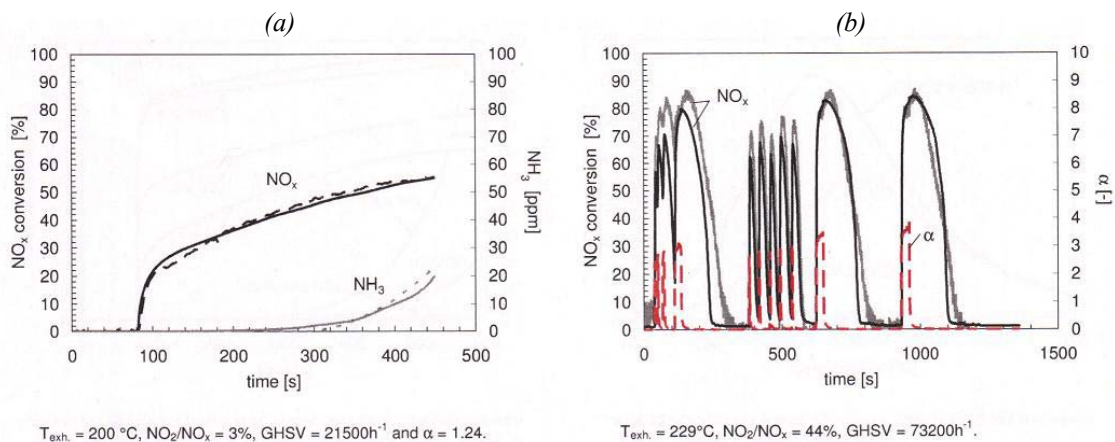 (a)
(b)
100
90
80
70
60
50
40
30
20
10
0
NOx conversion [%]
100
90
80
70
60
50
40
30
20
10
0
NH3 [ppm]
NOx
NH3
0 100 200 300 400 500
time [s]
100
90
80
70
60
50
40
30
20
10
0
NOx conversion [%]
10
9
8
7
6
5
4
3
2
1
0
α [-]
NOx
α
0 500 1000 1500
time [s]
Texh. = 200 °C, NO2/NOx = 3%, GHSV = 21500h-1 and α = 1.24.
Texh. = 229°C, NO2/NOx = 44%, GHSV = 73200h-1.